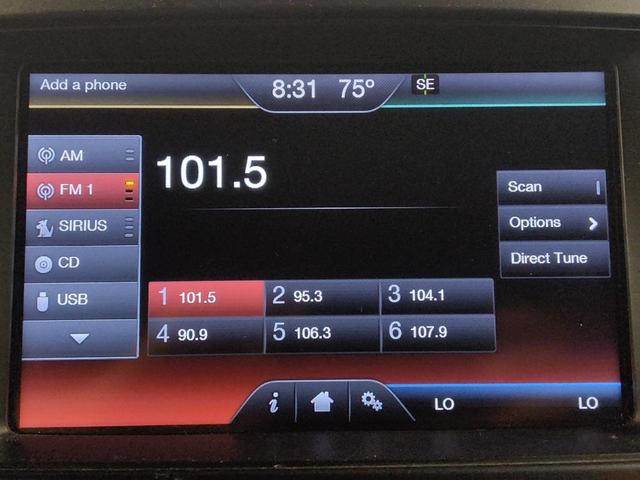 Add a phone
8:31 75°
SE
AM
FM 1
SIRIUS
CD
USB
101.5
Scan
Options
Direct Tune
1 101.5 2 95.3 3 104.1
4 90.9 5 106.3 6 107.9
i
LO LO